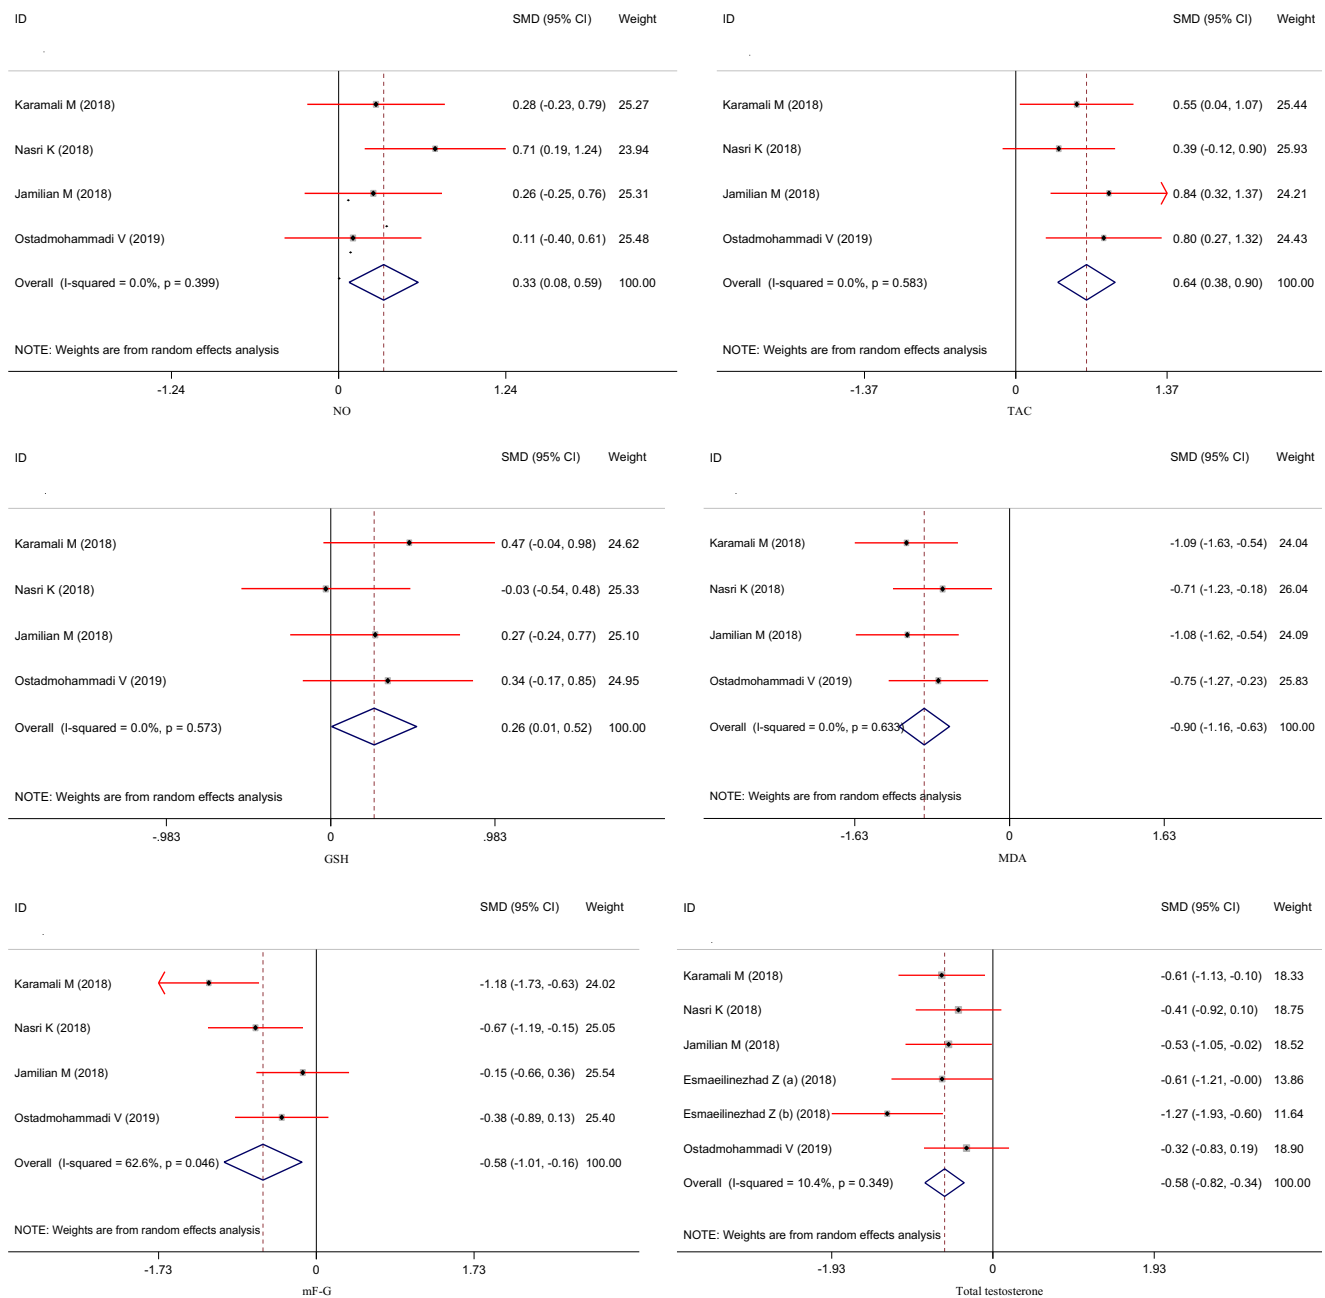 ID SMD (95% CI) Weight
Karamali M (2018) 0.28 (-0.23, 0.79) 25.27
Nasri K (2018) 0.71 (0.19, 1.24) 23.94
Jamilian M (2018) 0.26 (-0.25, 0.76) 25.31
Ostadmohammadi V (2019) 0.11 (-0.40, 0.61) 25.48
Overall (I-squared = 0.0%, p = 0.399) 0.33 (0.08, 0.59) 100.00
NOTE: Weights are from random effects analysis
-1.24 0 1.24
NO
ID SMD (95% CI) Weight
Karamali M (2018) 0.55 (0.04, 1.07) 25.44
Nasri K (2018) 0.39 (-0.12, 0.90) 25.93
Jamilian M (2018) 0.84 (0.32, 1.37) 24.21
Ostadmohammadi V (2019) 0.80 (0.27, 1.32) 24.43
Overall (I-squared = 0.0%, p = 0.583) 0.64 (0.38, 0.90) 100.00
NOTE: Weights are from random effects analysis
-1.37 0 1.37
TAC
ID SMD (95% CI) Weight
Karamali M (2018) 0.47 (-0.04, 0.98) 24.62
Nasri K (2018) -0.03 (-0.54, 0.48) 25.33
Jamilian M (2018) 0.27 (-0.24, 0.77) 25.10
Ostadmohammadi V (2019) 0.34 (-0.17, 0.85) 24.95
Overall (I-squared = 0.0%, p = 0.573) 0.26 (0.01, 0.52) 100.00
NOTE: Weights are from random effects analysis
-.983 0 .983
GSH
ID SMD (95% CI) Weight
Karamali M (2018) -1.09 (-1.63, -0.54) 24.04
Nasri K (2018) -0.71 (-1.23, -0.18) 26.04
Jamilian M (2018) -1.08 (-1.62, -0.54) 24.09
Ostadmohammadi V (2019) -0.75 (-1.27, -0.23) 25.83
Overall (I-squared = 0.0%, p = 0.633) -0.90 (-1.16, -0.63) 100.00
NOTE: Weights are from random effects analysis
-1.63 0 1.63
MDA
ID SMD (95% CI) Weight
Karamali M (2018) -1.18 (-1.73, -0.63) 24.02
Nasri K (2018) -0.67 (-1.19, -0.15) 25.05
Jamilian M (2018) -0.15 (-0.66, 0.36) 25.54
Ostadmohammadi V (2019) -0.38 (-0.89, 0.13) 25.40
Overall (I-squared = 62.6%, p = 0.046) -0.58 (-1.01, -0.16) 100.00
NOTE: Weights are from random effects analysis
-1.73 0 1.73
mF-G
ID SMD (95% CI) Weight
Karamali M (2018) -0.61 (-1.13, -0.10) 18.33
Nasri K (2018) -0.41 (-0.92, 0.10) 18.75
Jamilian M (2018) -0.53 (-1.05, -0.02) 18.52
Esmaeilinezhad Z (a) (2018) -0.61 (-1.21, -0.00) 13.86
Esmaeilinezhad Z (b) (2018) -1.27 (-1.93, -0.60) 11.64
Ostadmohammadi V (2019) -0.32 (-0.83, 0.19) 18.90
Overall (I-squared = 10.4%, p = 0.349) -0.58 (-0.82, -0.34) 100.00
NOTE: Weights are from random effects analysis
-1.93 0 1.93
Total testosterone